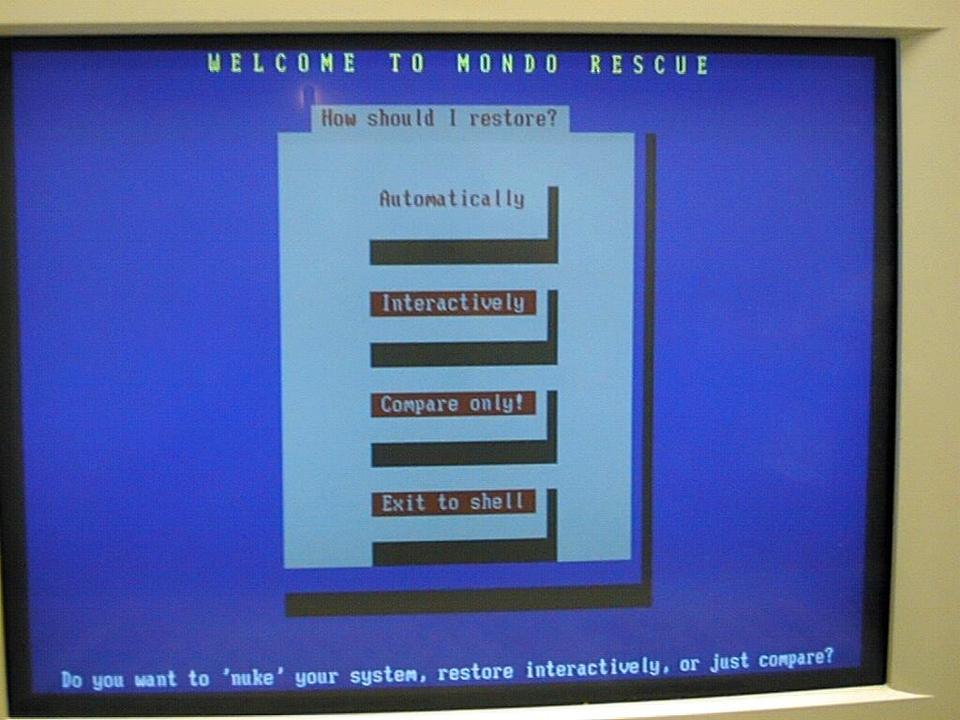 WELCOME TO MONDO RESCUE
How should I restore?
Automatically
Interactively
Compare only!
Exit to shell
Do you want to 'nuke' your system, restore interactively, or just compare?